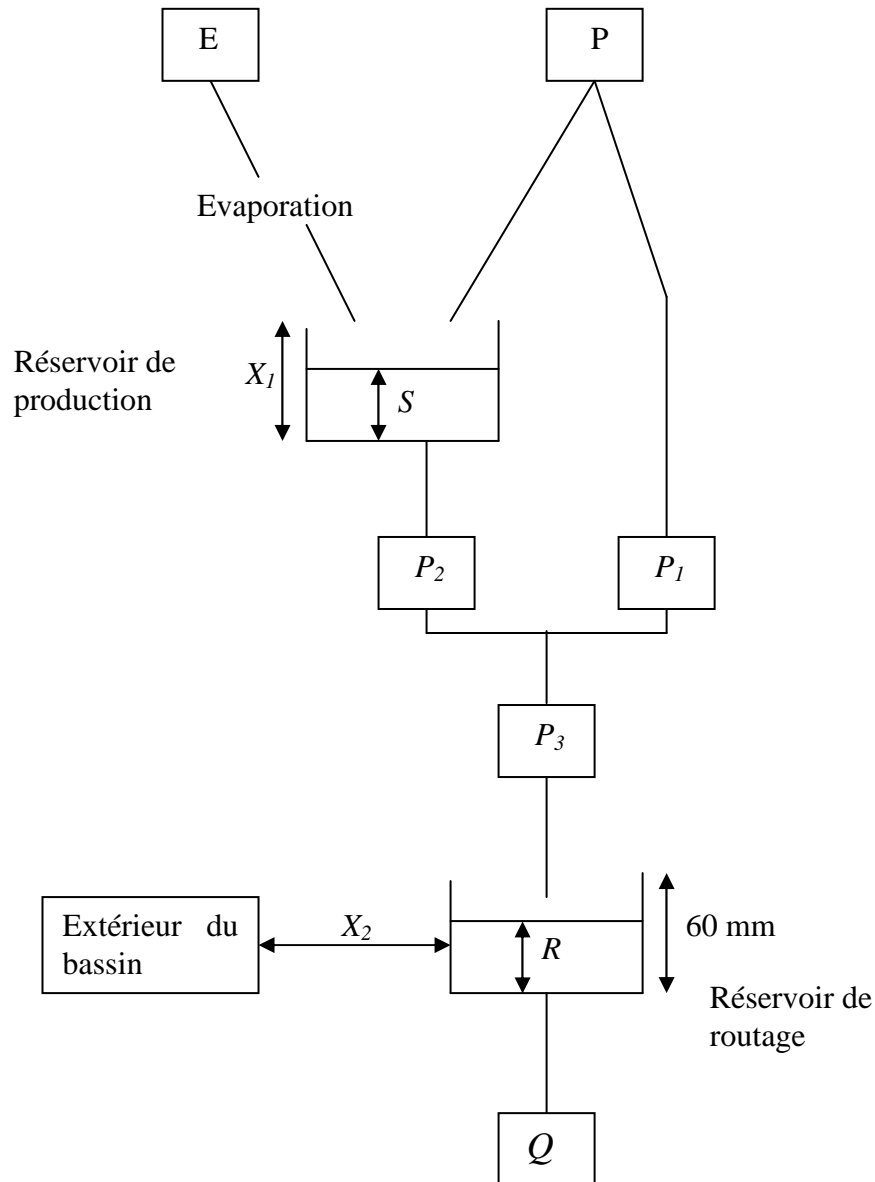 E
P
Evaporation
Réservoir de
production
X1
S
P2
P1
P3
Extérieur du
bassin
X2
R
60 mm
Réservoir de
routage
Q